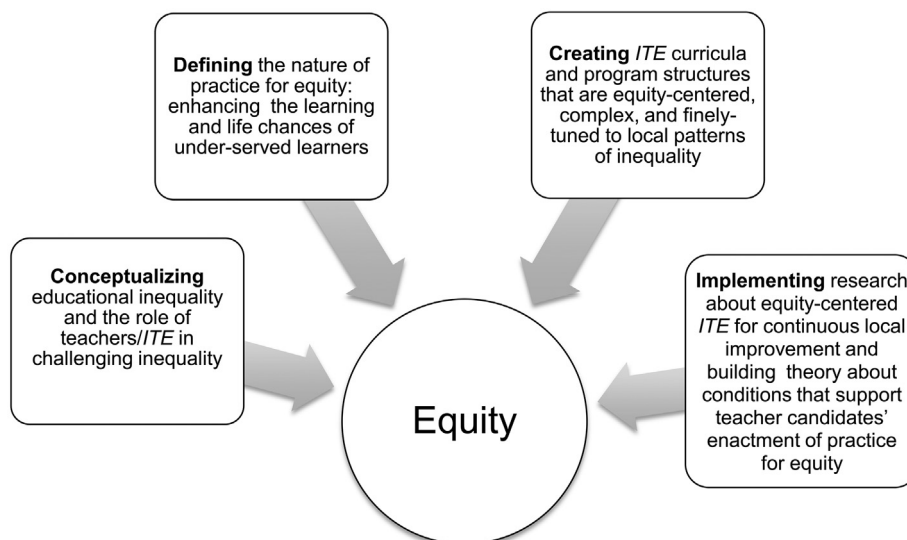 Conceptualizing
educational inequality
and the role of
teachers/ITE in
challenging inequality
Defining the nature of
practice for equity:
enhancing the learning
and life chances of
under-served learners
Creating ITE curricula
and program structures
that are equity-centered,
complex, and finely-
tuned to local patterns
of inequality
Implementing research
about equity-centered
ITE for continuous local
improvement and
building theory about
conditions that support
teacher candidates’
enactment of practice
for equity
Equity